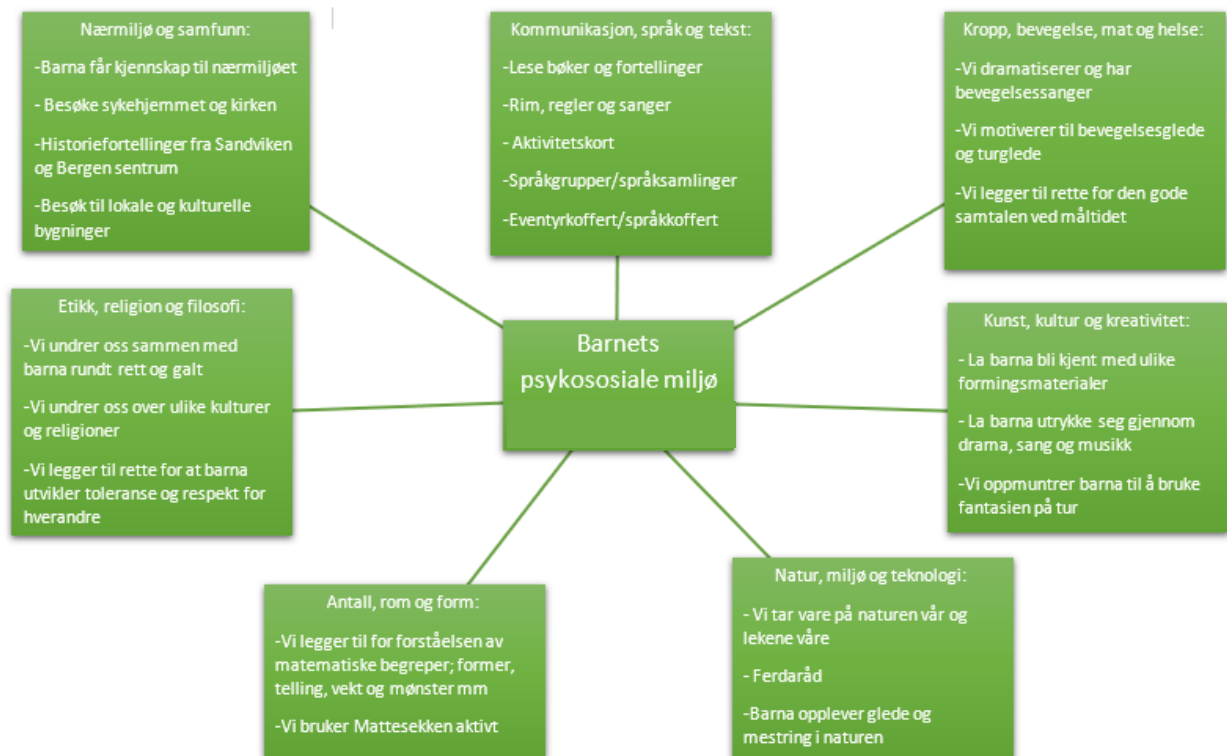 Nærmiljø og samfunn:
-Barna får kjennskap til nærmiljøet
- Besøke sykehjemmet og kirken
-Historiefortellinger fra Sandviken
og Bergen sentrum
-Besøk til lokale og kulturelle
bygninger
Kommunikasjon, språk og tekst:
-Lese bøker og fortellinger
-Rim, regler og sanger
- Aktivitetskort
-Språkgrupper/språksamlinger
-Eventyrkoffert/språkkoffert
Kropp, bevegelse, mat og helse:
-Vi dramatiserer og har
bevegelsessanger
-Vi motiverer til bevegelsesglede
og turglede
-Vi legger til rette for den gode
samtalen ved måltidet
Etikk, religion og filosofi:
-Vi undrer oss sammen med
barna rundt rett og galt
-Vi undrer oss over ulike kulturer
og religioner
-Vi legger til rette for at barna
utvikler toleranse og respekt for
hverandre
Barnets
psykososiale miljø
Kunst, kultur og kreativitet:
- La barna bli kjent med ulike
formingsmaterialer
- La barna utrykke seg gjennom
drama, sang og musikk
-Vi oppmuntrer barna til å bruke
fantasien på tur
Antall, rom og form:
-Vi legger til for forståelsen av
matematiske begreper; former,
telling, vekt og mønster mm
-Vi bruker Mattesekken aktivt
Natur, miljø og teknologi:
- Vi tar vare på naturen vår og
lekene våre
- Ferdaråd
-Barna opplever glede og
mestring i naturen